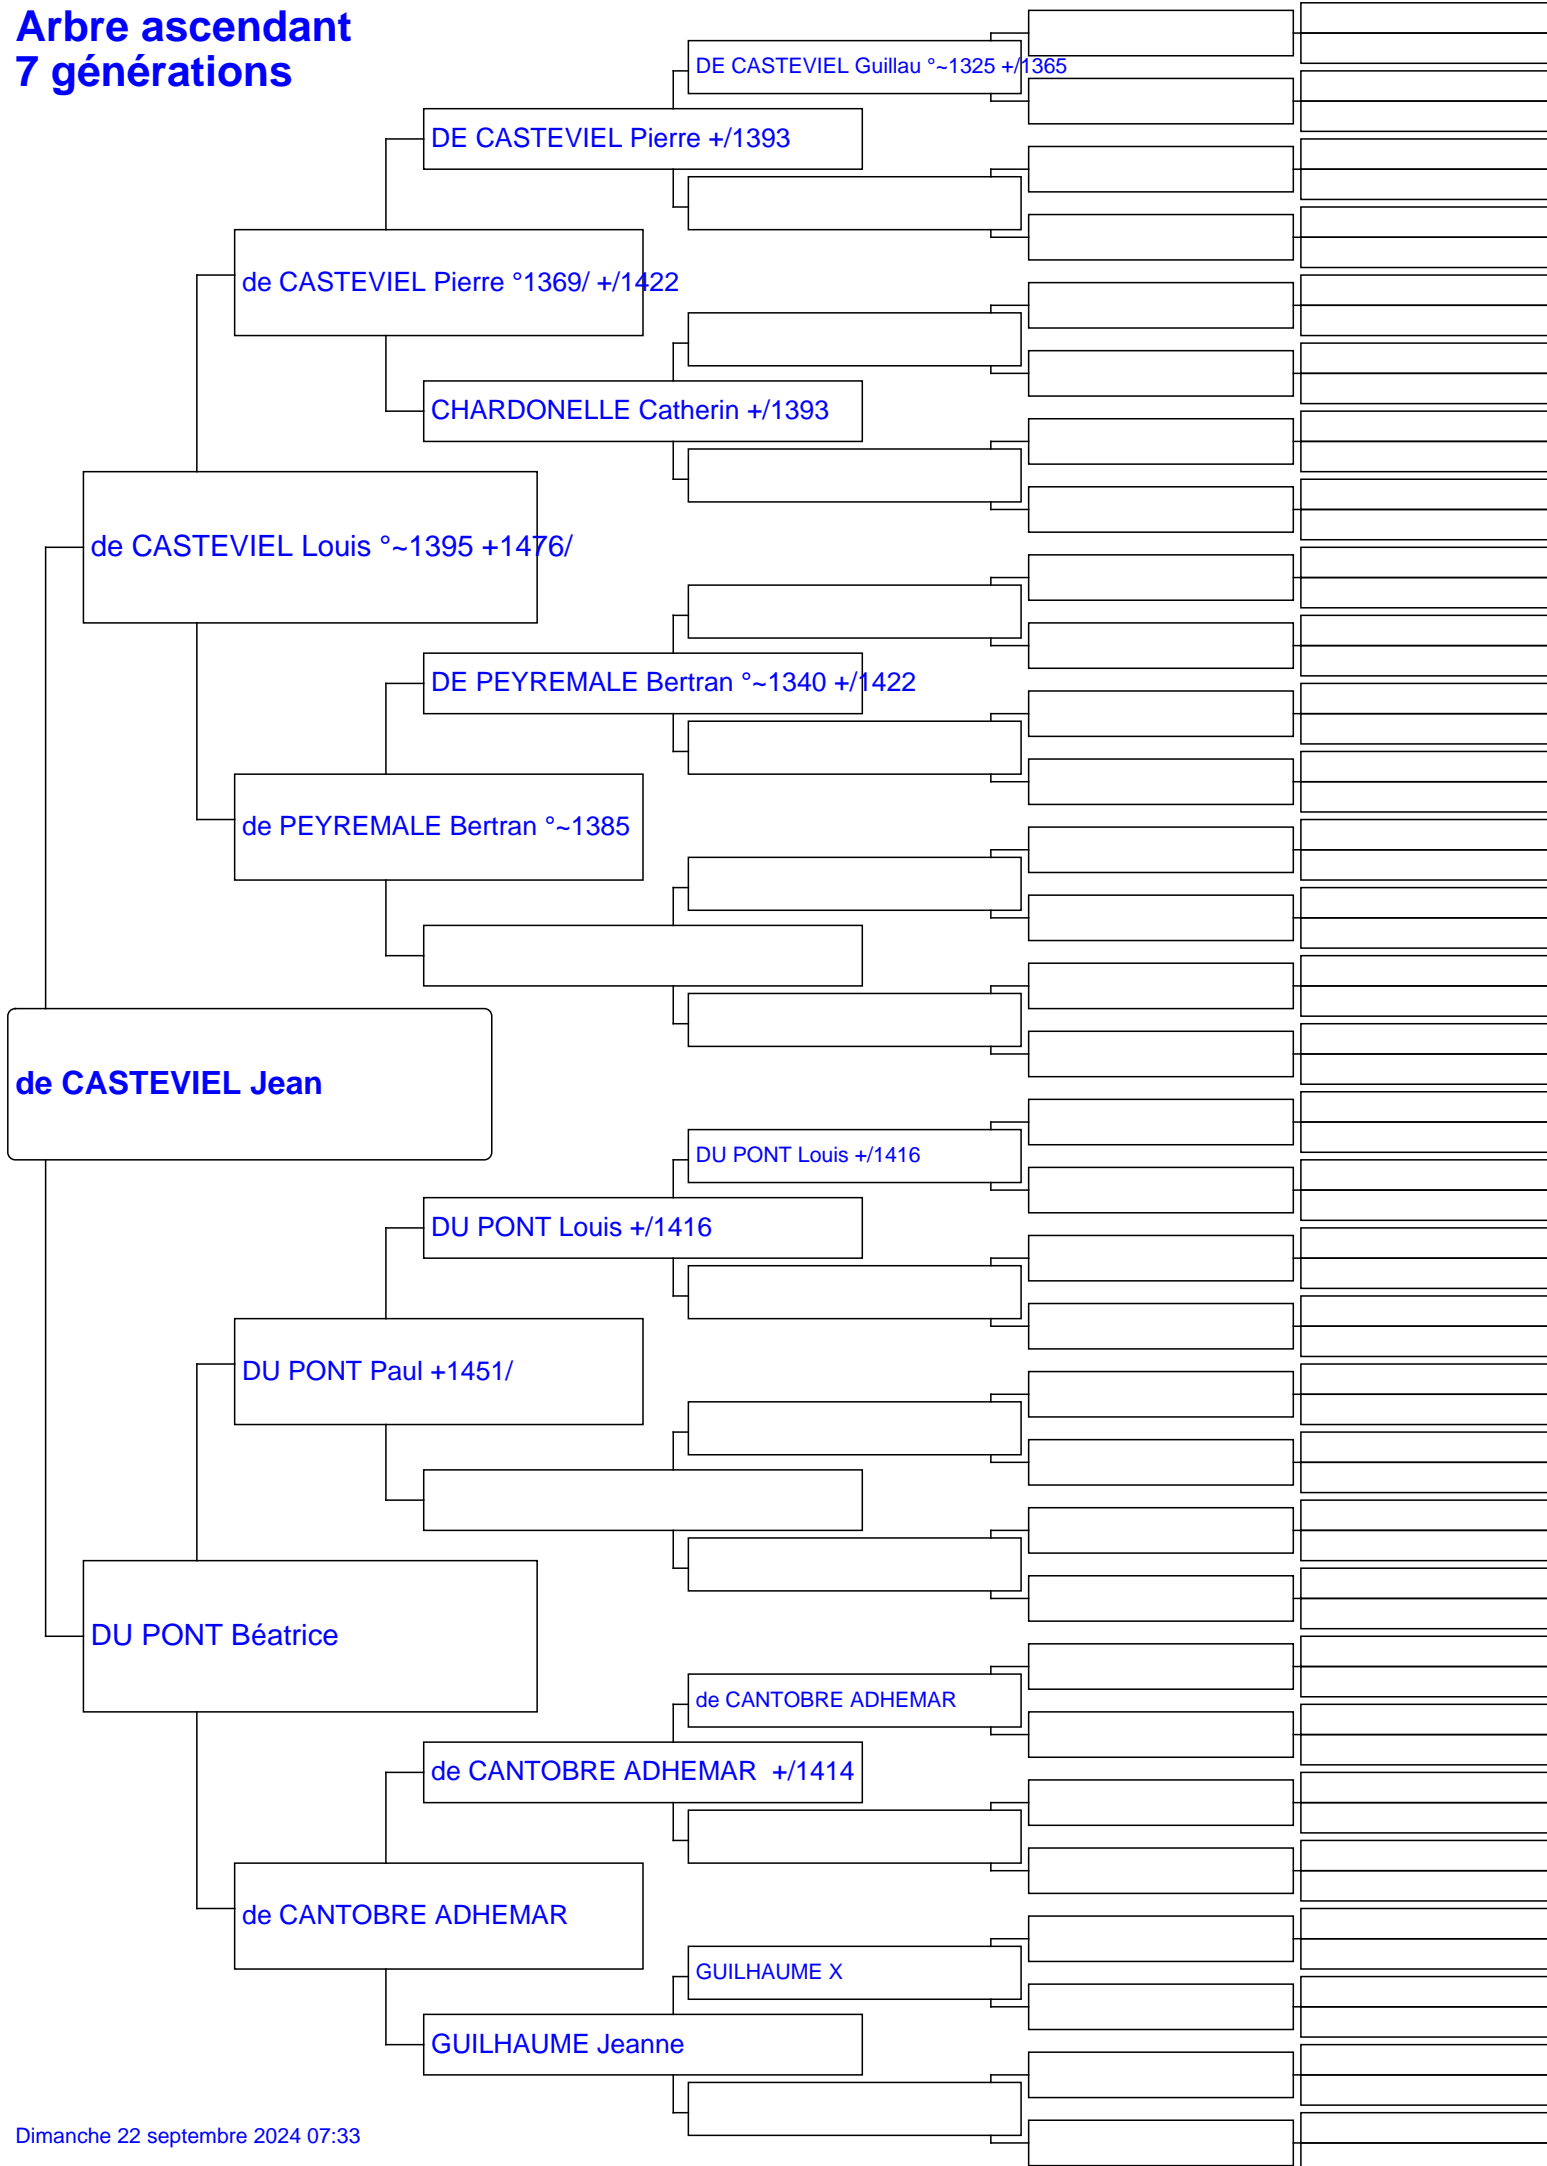 Arbre ascendant
7 générations
DE CASTEVIEL Guillau °~1325 +/1365
DE CASTEVIEL Pierre +/1393
de CASTEVIEL Pierre °1369/ +/1422
CHARDONELLE Catherin +/1393
de CASTEVIEL Louis °~1395 +1476/
DE PEYREMALE Bertran °~1340 +/1422
de PEYREMALE Bertran °~1385
de CASTEVIEL Jean
DU PONT Louis +/1416
DU PONT Louis +/1416
DU PONT Paul +1451/
DU PONT Béatrice
de CANTOBRE ADHEMAR
de CANTOBRE ADHEMAR  +/1414
de CANTOBRE ADHEMAR
GUILHAUME X
GUILHAUME Jeanne
Dimanche 22 septembre 2024 07:33